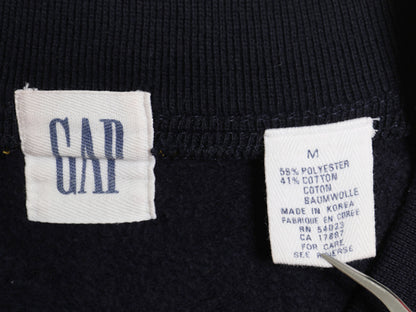 GAP
M
59% POLYESTER
41% COTTON
COTON
BAUMWOLLE
MADE IN KOREA
FABRIQUE EN COREE
RN 54023
CA 17897
FOR CARE
SEE REVERSE